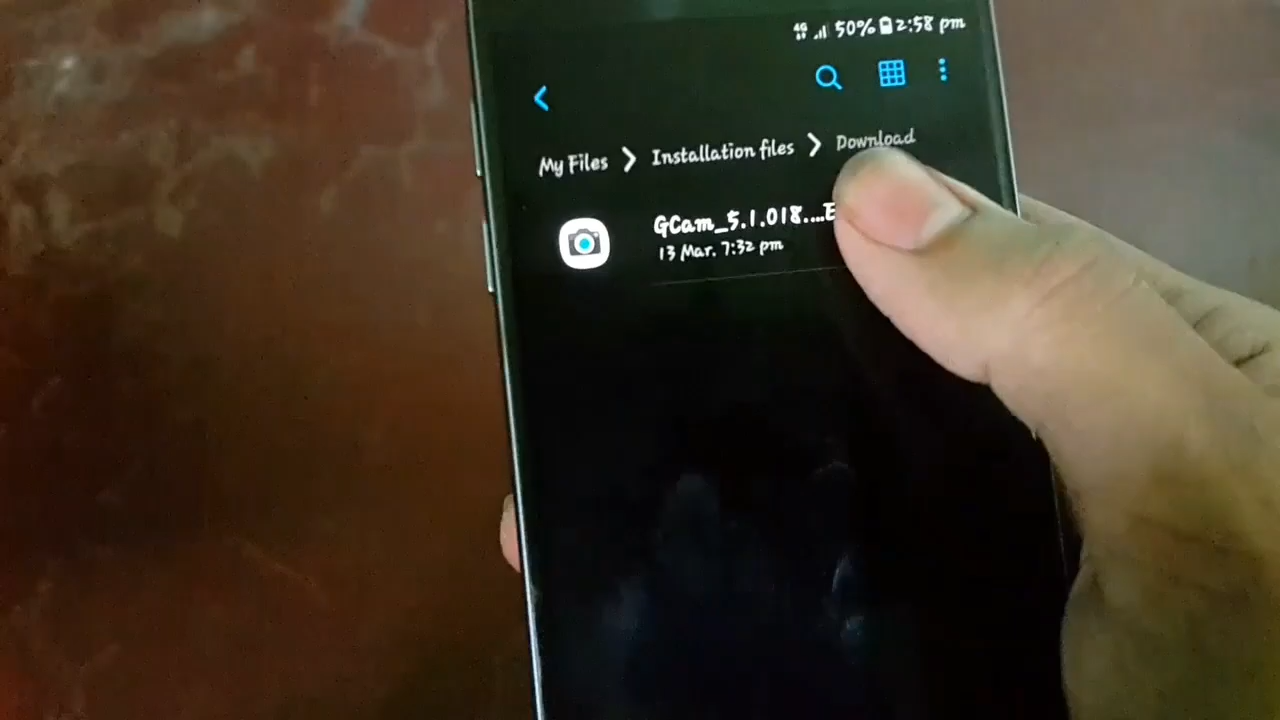 4G 50% 2:58 pm
My Files > Installation files > Download
GCam_5.1.018....E
13 Mar. 7:32 pm